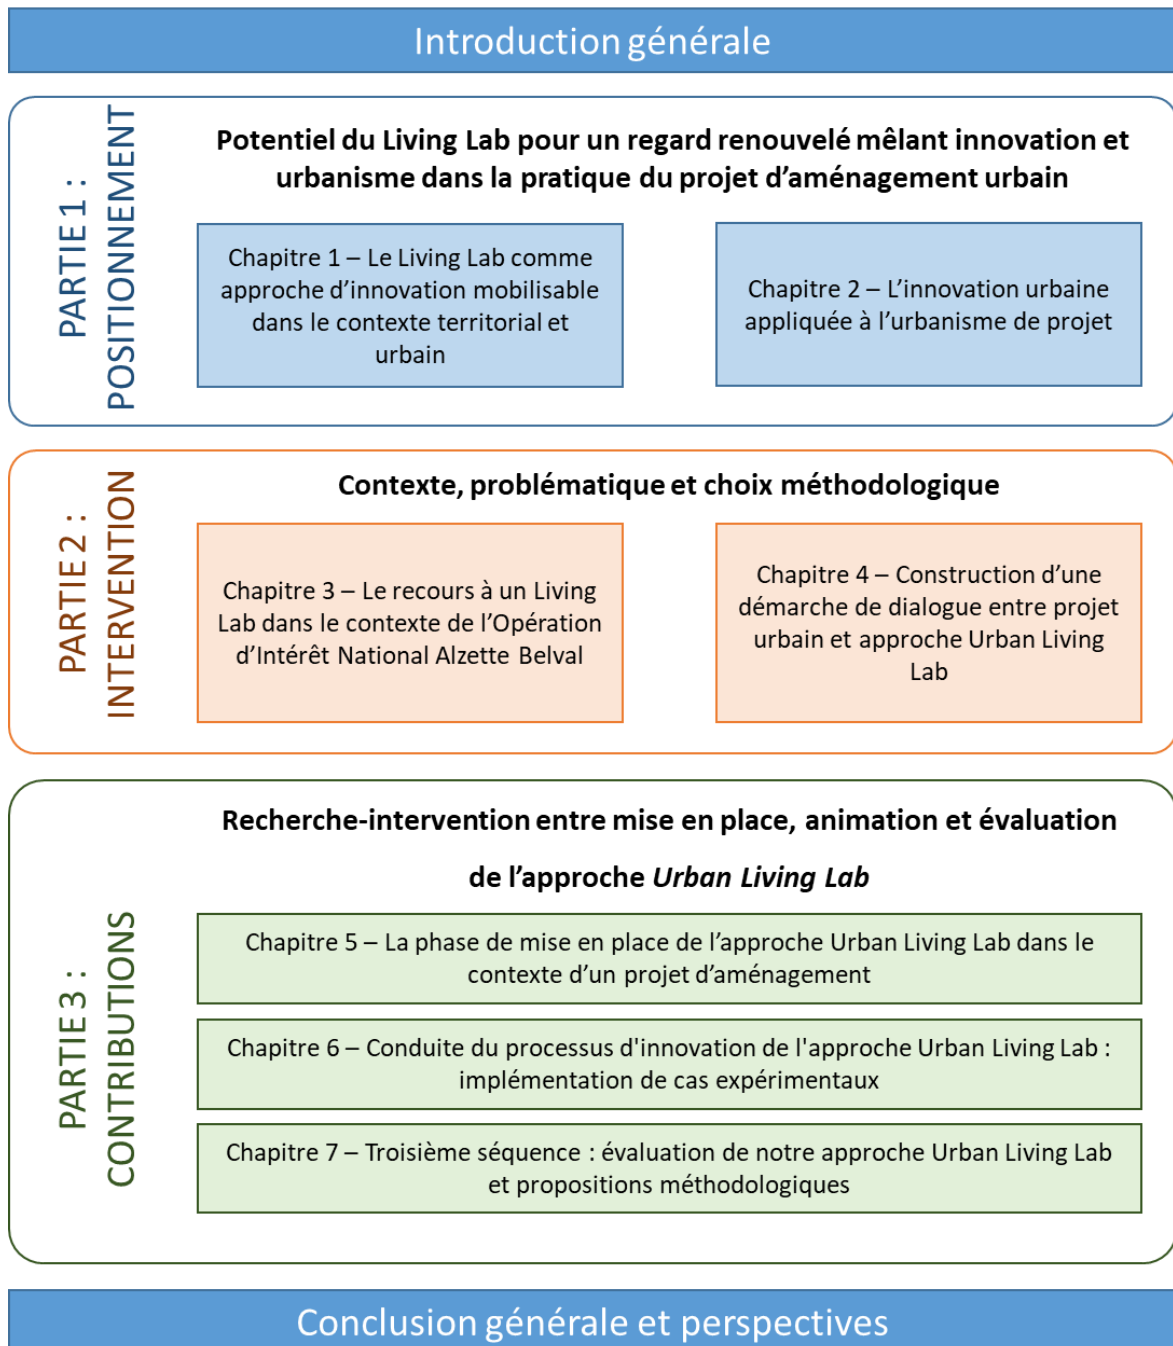 Introduction générale
PARTIE 1 :
POSITIONNEMENT
Potentiel du Living Lab pour un regard renouvelé mêlant innovation et
urbanisme dans la pratique du projet d’aménagement urbain
Chapitre 1 – Le Living Lab comme
approche d’innovation mobilisable
dans le contexte territorial et
urbain
Chapitre 2 – L’innovation urbaine
appliquée à l’urbanisme de projet
PARTIE 2 :
INTERVENTION
Contexte, problématique et choix méthodologique
Chapitre 3 – Le recours à un Living
Lab dans le contexte de l’Opération
d’Intérêt National Alzette Belval
Chapitre 4 – Construction d’une
démarche de dialogue entre projet
urbain et approche Urban Living
Lab
PARTIE 3 :
CONTRIBUTIONS
Recherche-intervention entre mise en place, animation et évaluation
de l’approche Urban Living Lab
Chapitre 5 – La phase de mise en place de l’approche Urban Living Lab dans le
contexte d’un projet d’aménagement
Chapitre 6 – Conduite du processus d'innovation de l'approche Urban Living Lab :
implémentation de cas expérimentaux
Chapitre 7 – Troisième séquence : évaluation de notre approche Urban Living Lab
et propositions méthodologiques
Conclusion générale et perspectives